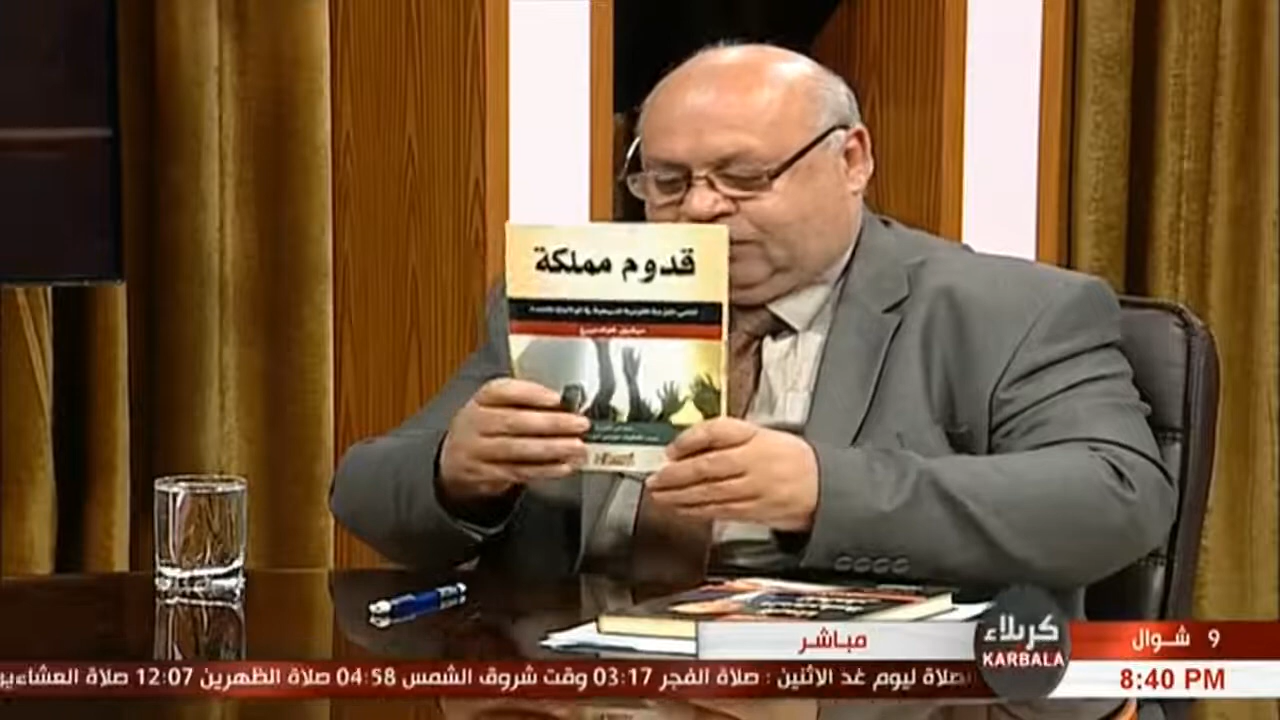 قدوم مملكة
مباشر
كربلاء
KARBALA
9 شوال
8:40 PM
صلاة ليوم غد الاثنين : صلاة الفجر 03:17 وقت شروق الشمس 04:58 صلاة الظهرين 12:07 صلاة العشاءين